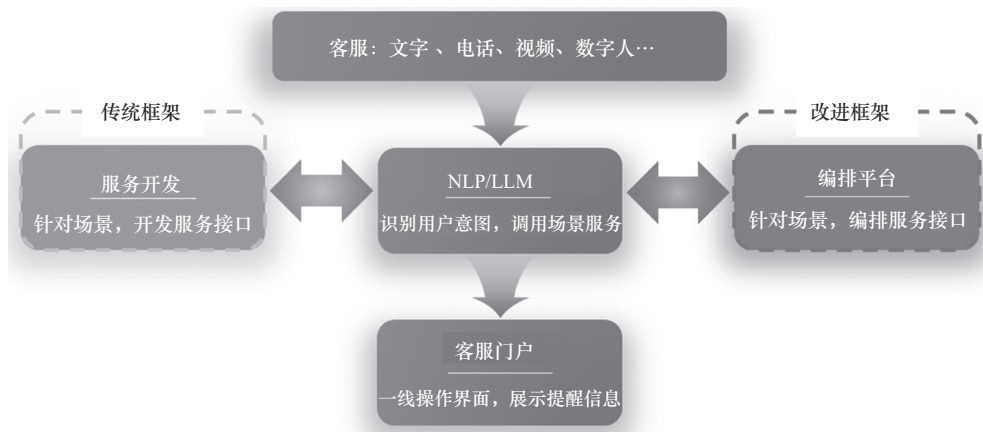 客服：文字、电话、视频、数字人…
传统框架
服务开发
针对场景，开发服务接口
NLP/LLM
识别用户意图，调用场景服务
改进框架
编排平台
针对场景，编排服务接口
客服门户
一线操作界面，展示提醒信息